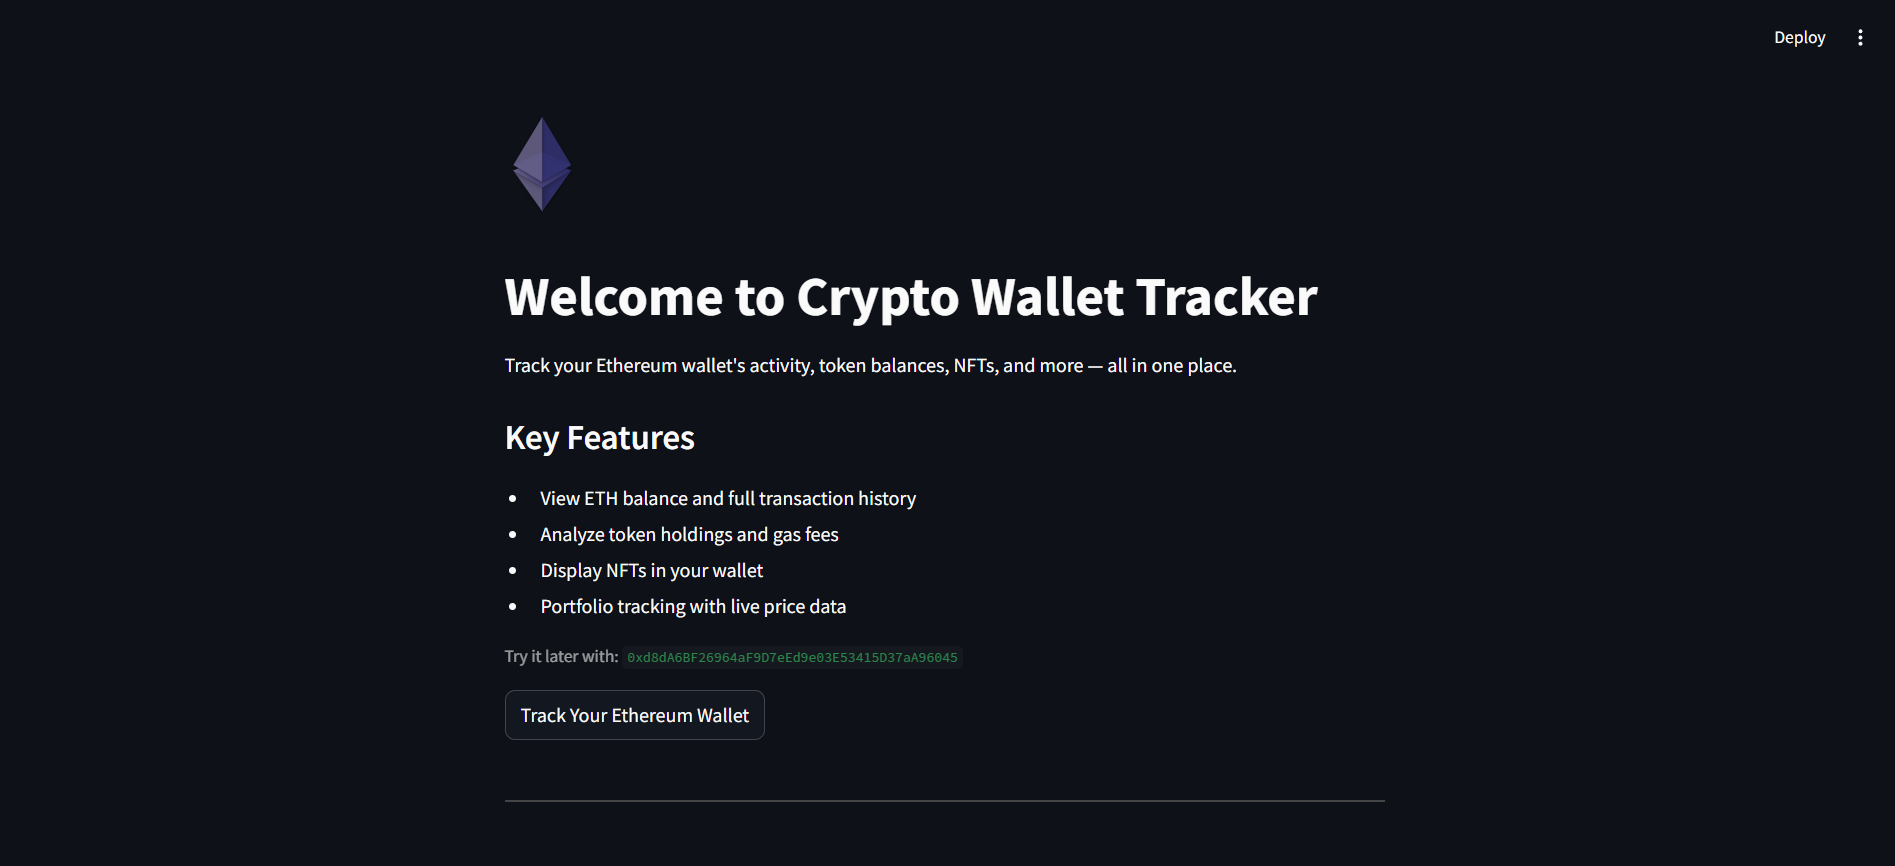 Deploy
Welcome to Crypto Wallet Tracker
Track your Ethereum wallet's activity, token balances, NFTs, and more — all in one place.
Key Features
• View ETH balance and full transaction history
• Analyze token holdings and gas fees
• Display NFTs in your wallet
• Portfolio tracking with live price data
Try it later with: 0xd8dA6BF26964aF9D7eEd9e03E53415D37aA96045
Track Your Ethereum Wallet